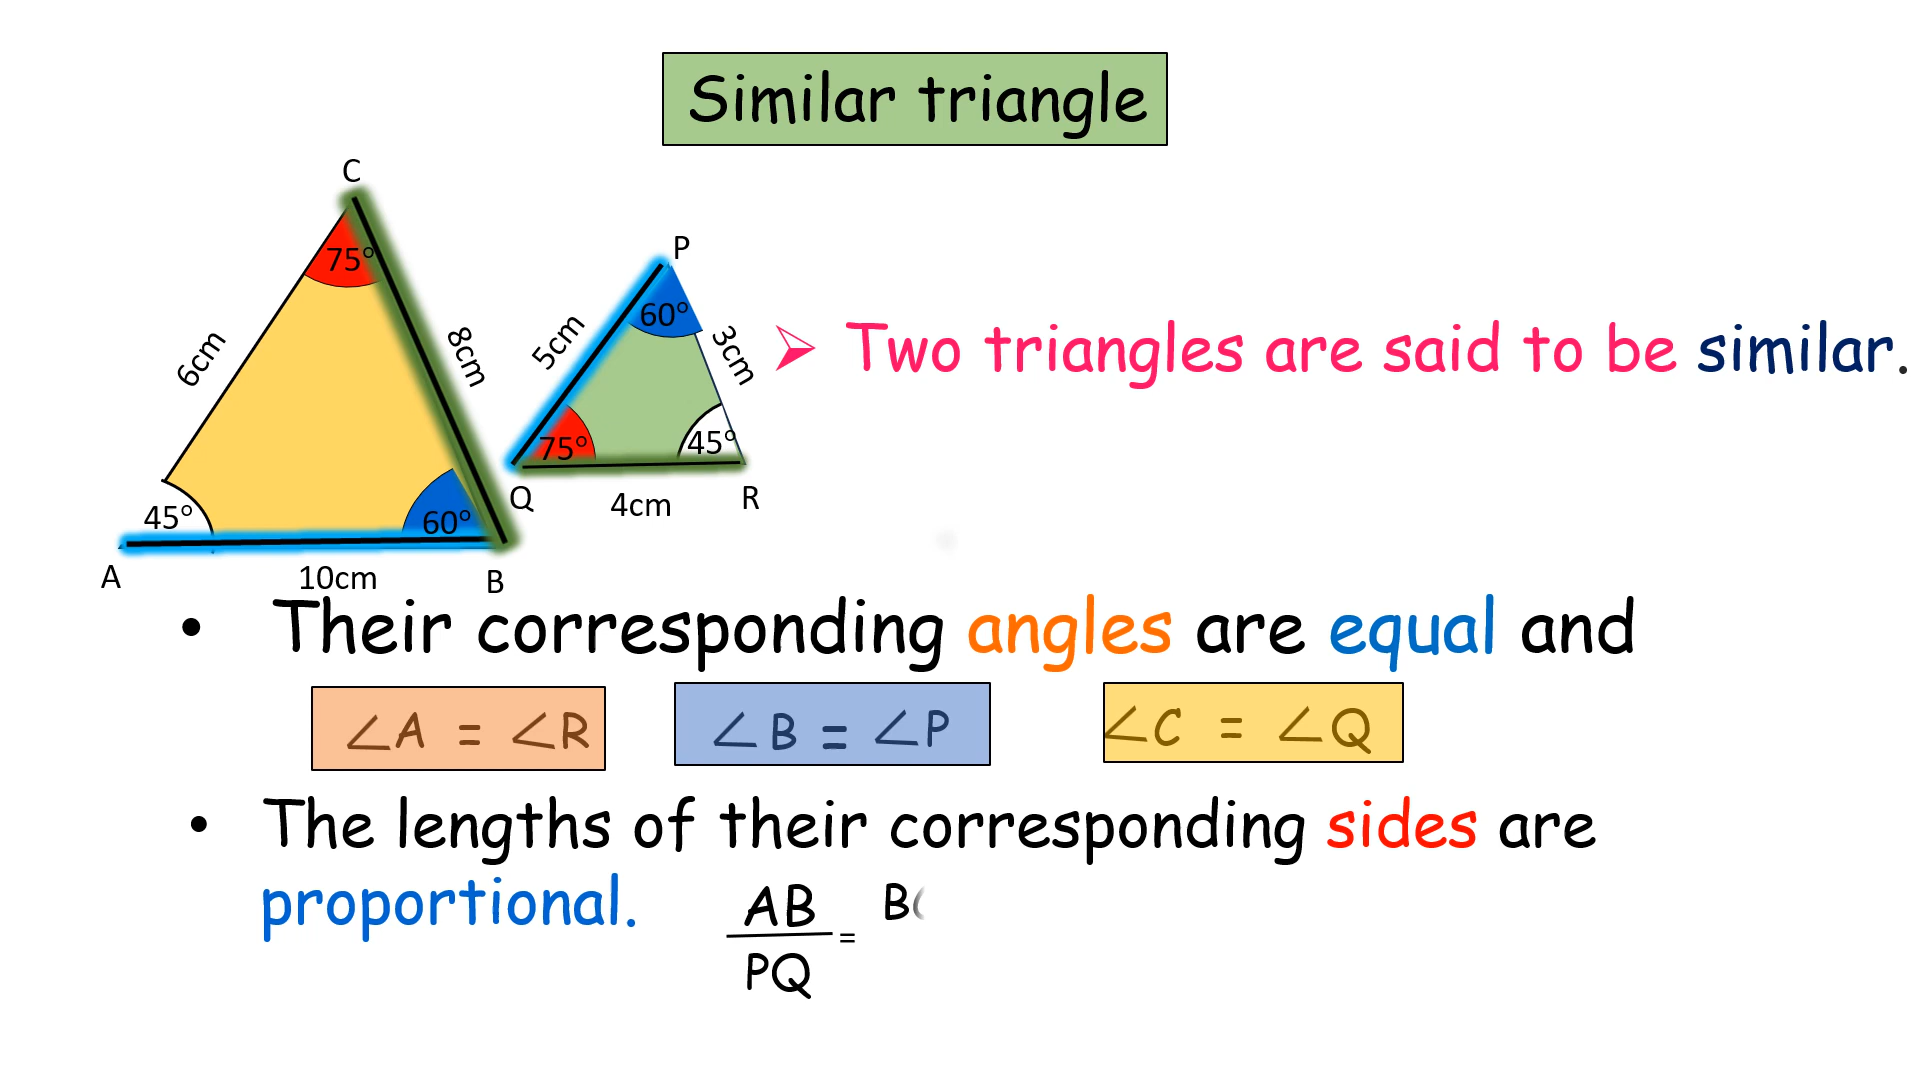 Similar triangle
C
75°
6cm
8cm
45°
60°
A
10cm
B
P
60°
5cm
3cm
75°
45°
Q
4cm
R
➢ Two triangles are said to be similar.
• Their corresponding angles are equal and
∠A = ∠R
∠B = ∠P
∠C = ∠Q
• The lengths of their corresponding sides are
proportional.
AB
PQ
=
B